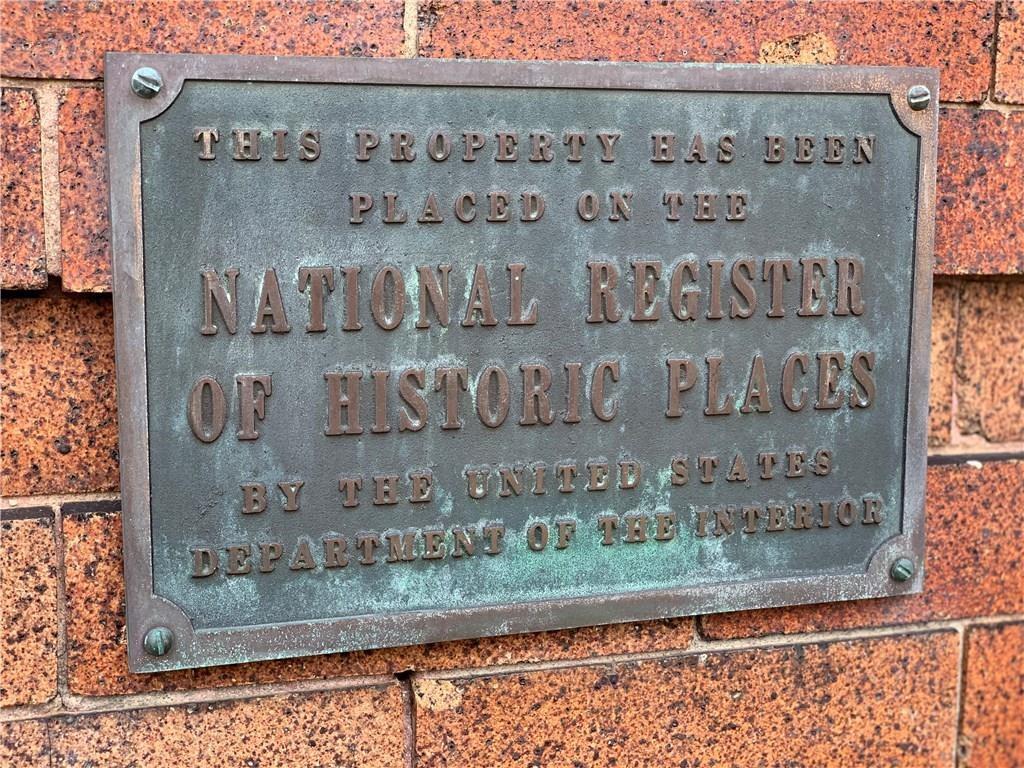 THIS PROPERTY HAS BEEN
PLACED ON THE
NATIONAL REGISTER
OF HISTORIC PLACES
BY THE UNITED STATES
DEPARTMENT OF THE INTERIOR